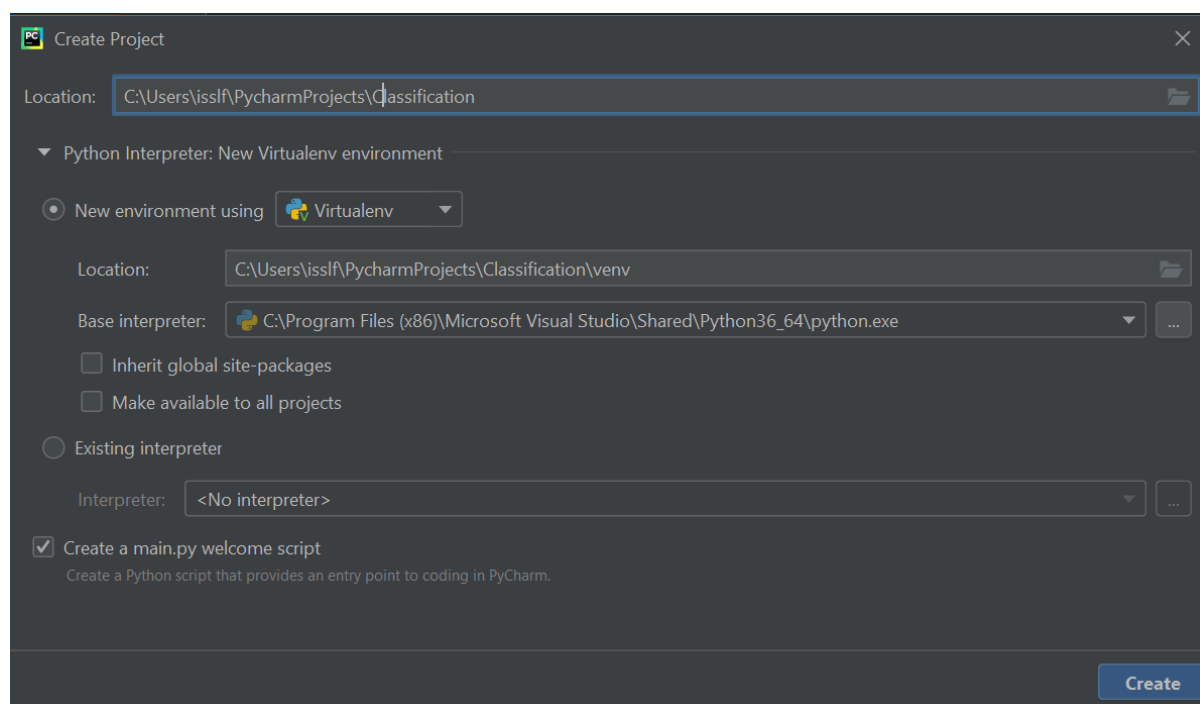 PC
Create Project
Location: C:\Users\isslf\PycharmProjects\Classification
Python Interpreter: New Virtualenv environment
New environment using Virtualenv
Location: C:\Users\isslf\PycharmProjects\Classification\venv
Base interpreter: C:\Program Files (x86)\Microsoft Visual Studio\Shared\Python36_64\python.exe ...
Inherit global site-packages
Make available to all projects
Existing interpreter
Interpreter: <No interpreter> ...
Create a main.py welcome script
Create a Python script that provides an entry point to coding in PyCharm.
Create